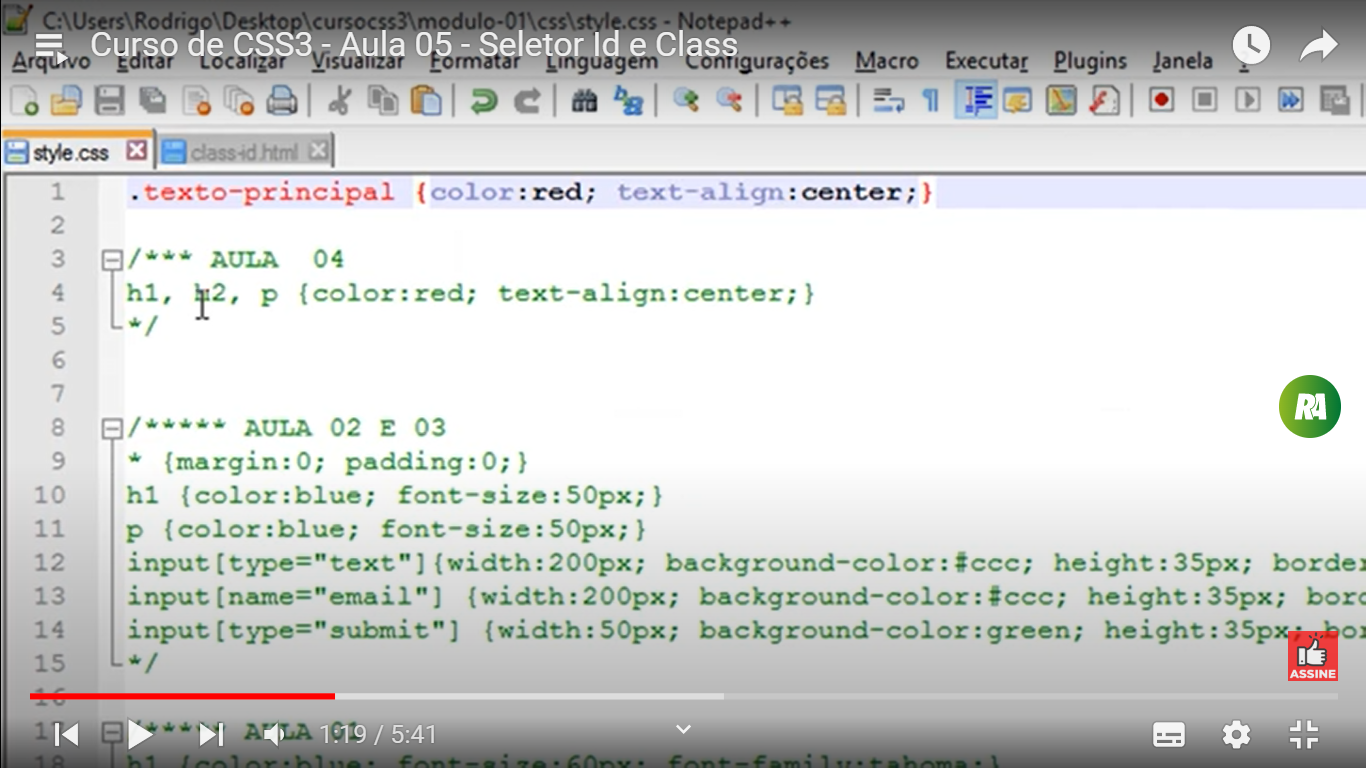 C:\Users\Rodrigo\Desktop\cursocss3\modulo-01\css\style.css - Notepad++
Curso de CSS3 - Aula 05 - Seletor Id e Class
Arquivo Editar Localizar Visualizar Formatar Linguagem Configurações Macro Executar Plugins Janela
style.css class-id.html
1 .texto-principal {color:red; text-align:center;}
2
3 /*** AULA  04
4 h1, h2, p {color:red; text-align:center;}
5 */
6
7
RA
8 /***** AULA 02 E 03
9 * {margin:0; padding:0;}
10 h1 {color:blue; font-size:50px;}
11 p {color:blue; font-size:50px;}
12 input[type="text"]{width:200px; background-color:#ccc; height:35px; border
13 input[name="email"] {width:200px; background-color:#ccc; height:35px; bord
14 input[type="submit"] {width:50px; background-color:green; height:35px; bor
15 */
ASSINE
16
17 /***** AULA 01
1:19 / 5:41
18 h1 {color:blue; font-size:60px; font-family:tahoma;}